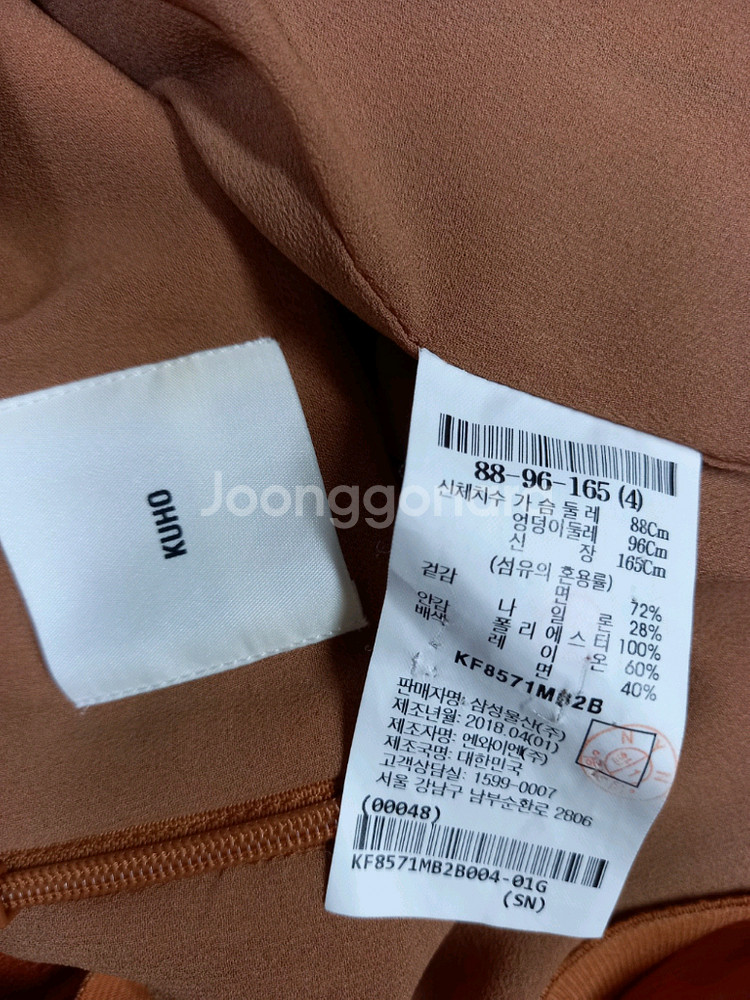 KUHO
Joonggonara
88-96-165 (4)
신체치수 가슴둘레 88Cm
엉덩이둘레 96Cm
신장 165Cm
(섬유의 혼용률)
겉감 면 72%
나일론 28%
안감 폴리에스터 100%
배색 레이온 60%
면 40%
KF8571MB2B
판매자명: 삼성물산(주)
제조년월: 2018.04(01)
제조자명: 엔와이엔(주)
제조국명: 대한민국
고객상담실: 1599-0007
서울 강남구 남부순환로 2806
(00048)
KF8571MB2B004-01G
(SN)